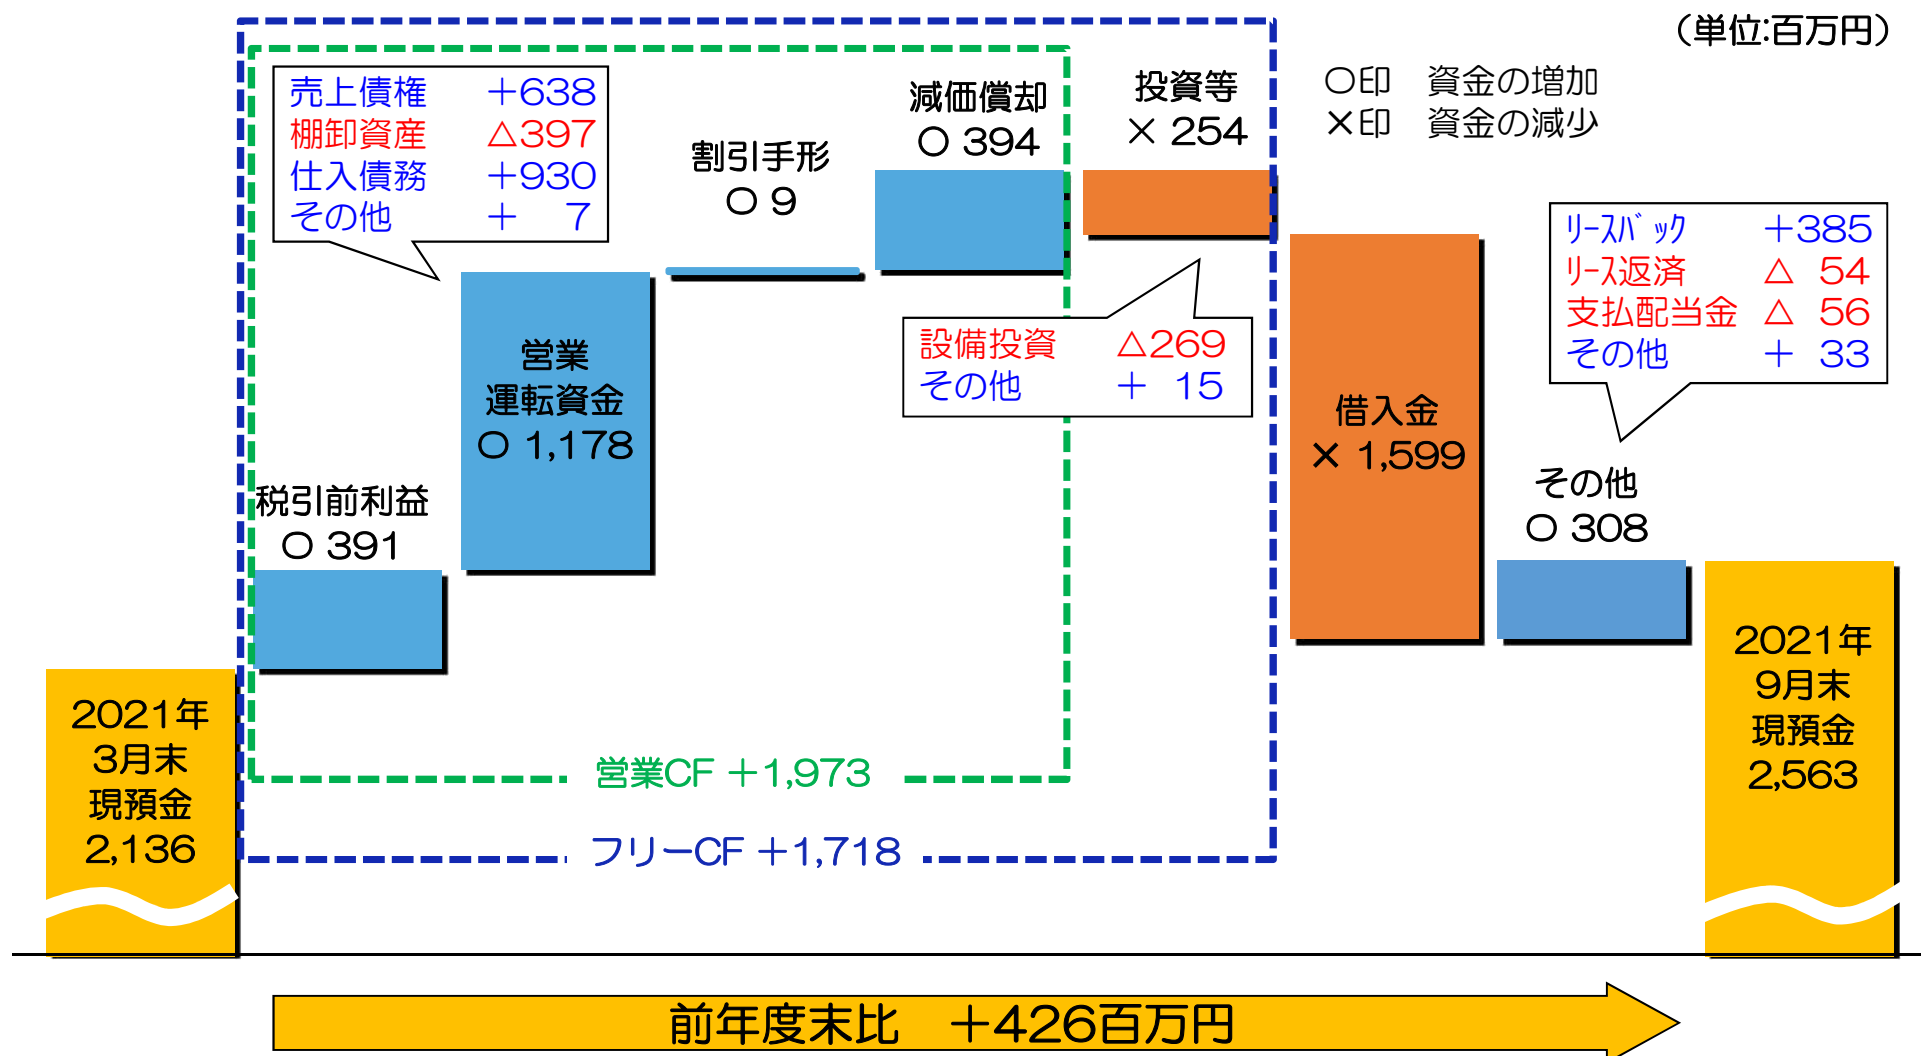 (単位:百万円)
〇印　資金の増加
×印　資金の減少
売上債権　+638
棚卸資産　△397
仕入債務　+930
その他　+　7
税引前利益
〇 391
営業
運転資金
〇 1,178
割引手形
〇 9
減価償却
〇 394
投資等
× 254
設備投資　△269
その他　+ 15
借入金
× 1,599
リースバック　+385
リース返済　△ 54
支払配当金　△ 56
その他　+ 33
その他
〇 308
2021年
3月末
現預金
2,136
2021年
9月末
現預金
2,563
営業CF +1,973
フリーCF +1,718
前年度末比　+426百万円